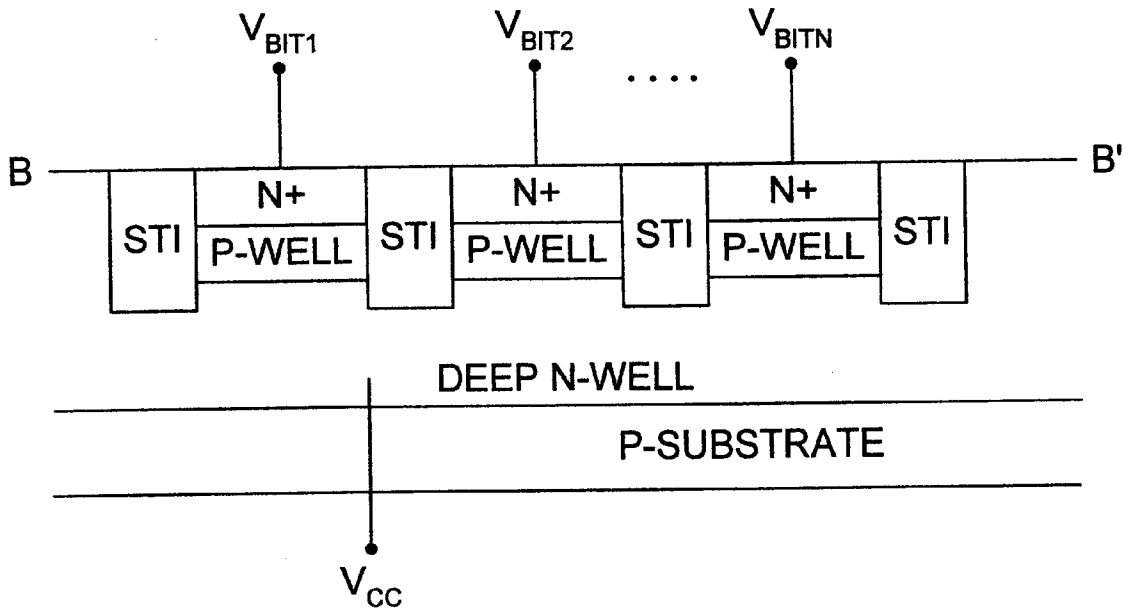 V_BIT1 V_BIT2 .... V_BITN
B B'
N+ N+ N+
STI P-WELL STI P-WELL STI P-WELL STI
DEEP N-WELL
P-SUBSTRATE
V_CC